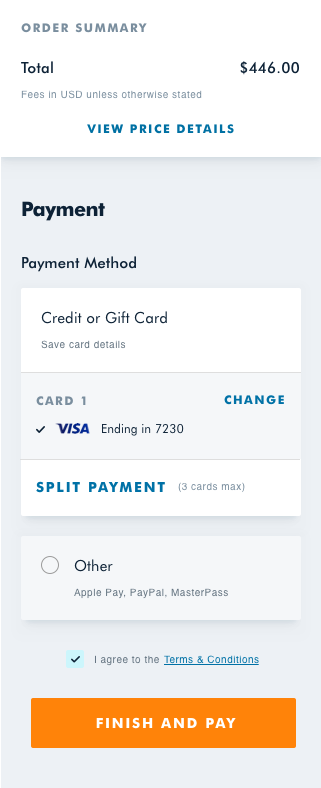 ORDER SUMMARY
Total $446.00
Fees in USD unless otherwise stated
VIEW PRICE DETAILS
Payment
Payment Method
Credit or Gift Card
Save card details
CARD 1 CHANGE
VISA Ending in 7230
SPLIT PAYMENT (3 cards max)
Other
Apple Pay, PayPal, MasterPass
I agree to the Terms & Conditions
FINISH AND PAY